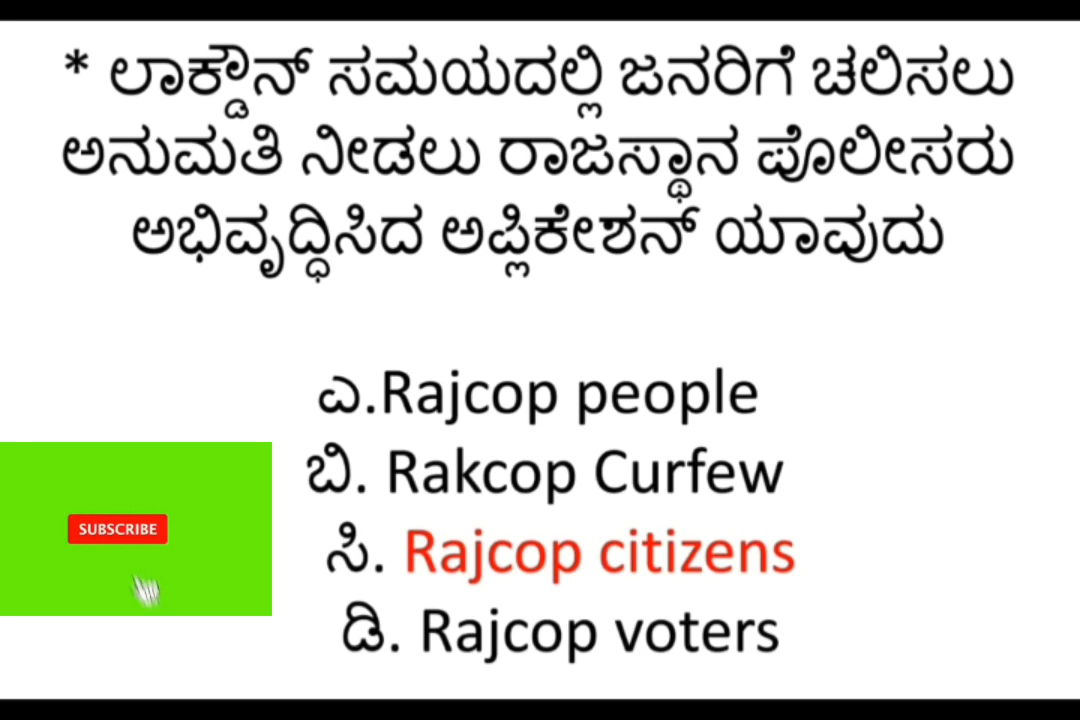 * ಲಾಕ್ಡೌನ್ ಸಮಯದಲ್ಲಿ ಜನರಿಗೆ ಚಲಿಸಲು
ಅನುಮತಿ ನೀಡಲು ರಾಜಸ್ಥಾನ ಪೊಲೀಸರು
ಅಭಿವೃದ್ಧಿಸಿದ ಅಪ್ಲಿಕೇಶನ್ ಯಾವುದು
ಎ.Rajcop people
ಬಿ. Rakcop Curfew
ಸಿ. Rajcop citizens
ಡಿ. Rajcop voters
SUBSCRIBE